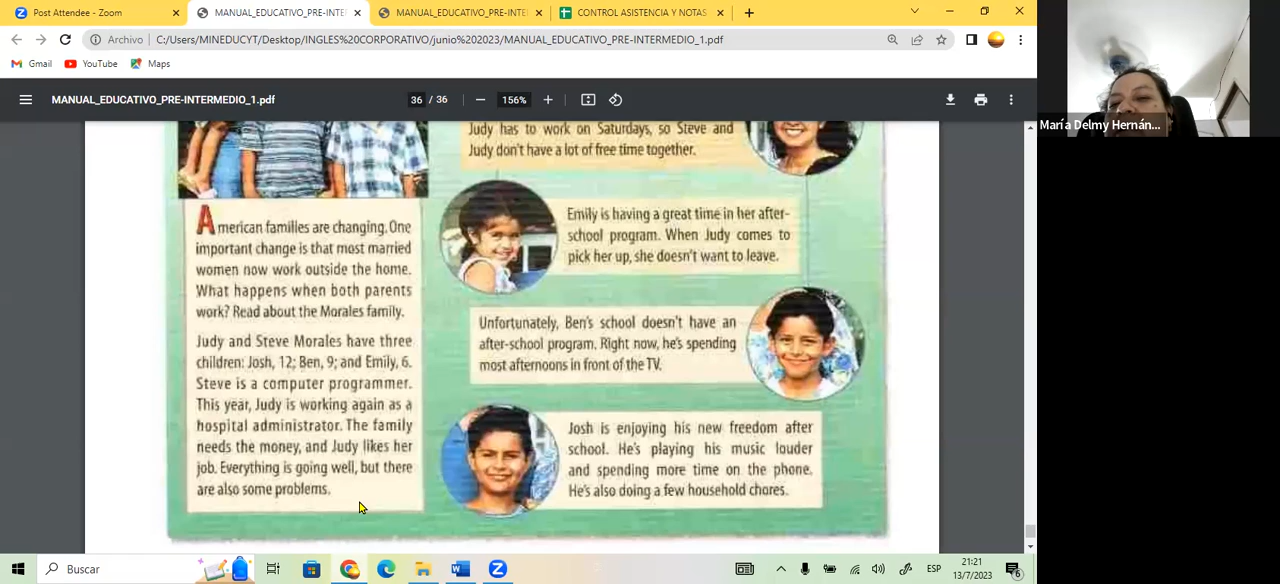 Post Attendee - Zoom
MANUAL_EDUCATIVO_PRE-INTERMEDIO
MANUAL_EDUCATIVO_PRE-INTE
CONTROL ASISTENCIA Y NOTAS
Archivo
C:/Users/MINEDUCYT/Desktop/INGLES%20CORPORATIVO/junio%202023/MANUAL_EDUCATIVO_PRE-INTERMEDIO_1.pdf
Gmail
YouTube
Maps
MANUAL_EDUCATIVO_PRE-INTERMEDIO_1.pdf
36 / 36
156%
María Delmy Hernán...
Judy has to work on Saturdays, so Steve and
Judy don't have a lot of free time together.
American families are changing. One
important change is that most married
women now work outside the home.
What happens when both parents
work? Read about the Morales family.
Judy and Steve Morales have three
children: Josh, 12; Ben, 9; and Emily, 6.
Steve is a computer programmer.
This year, Judy is working again as a
hospital administrator. The family
needs the money, and Judy likes her
job. Everything is going well, but there
are also some problems.
Emily is having a great time in her after-
school program. When Judy comes to
pick her up, she doesn't want to leave.
Unfortunately, Ben's school doesn't have an
after-school program. Right now, he's spending
most afternoons in front of the TV.
Josh is enjoying his new freedom after
school. He's playing his music louder
and spending more time on the phone.
He's also doing a few household chores.
Buscar
ESP
21:21
13/7/2023
6